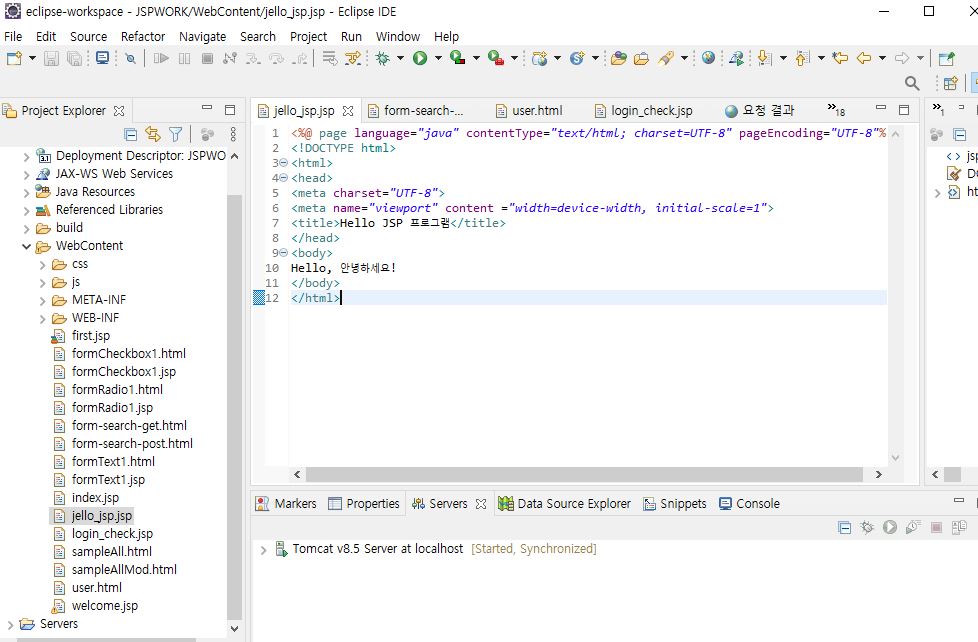 eclipse-workspace - JSPWORK/WebContent/jello_jsp.jsp - Eclipse IDE
File Edit Source Refactor Navigate Search Project Run Window Help
Project Explorer
Deployment Descriptor: JSPWO
JAX-WS Web Services
Java Resources
Referenced Libraries
build
WebContent
css
js
META-INF
WEB-INF
first.jsp
formCheckbox1.html
formCheckbox1.jsp
formRadio1.html
formRadio1.jsp
form-search-get.html
form-search-post.html
formText1.html
formText1.jsp
index.jsp
jello_jsp.jsp
login_check.jsp
sampleAll.html
sampleAllMod.html
user.html
welcome.jsp
Servers
jello_jsp.jsp form-search-... user.html login_check.jsp 요청 결과 »18
1 <%@ page language="java" contentType="text/html; charset=UTF-8" pageEncoding="UTF-8"%
2 <!DOCTYPE html>
3 <html>
4 <head>
5 <meta charset="UTF-8">
6 <meta name="viewport" content ="width=device-width, initial-scale=1">
7 <title>Hello JSP 프로그램</title>
8 </head>
9 <body>
10 Hello, 안녕하세요!
11 </body>
12 </html>
»1
jsp
DO
ht
Markers Properties Servers Data Source Explorer Snippets Console
Tomcat v8.5 Server at localhost [Started, Synchronized]